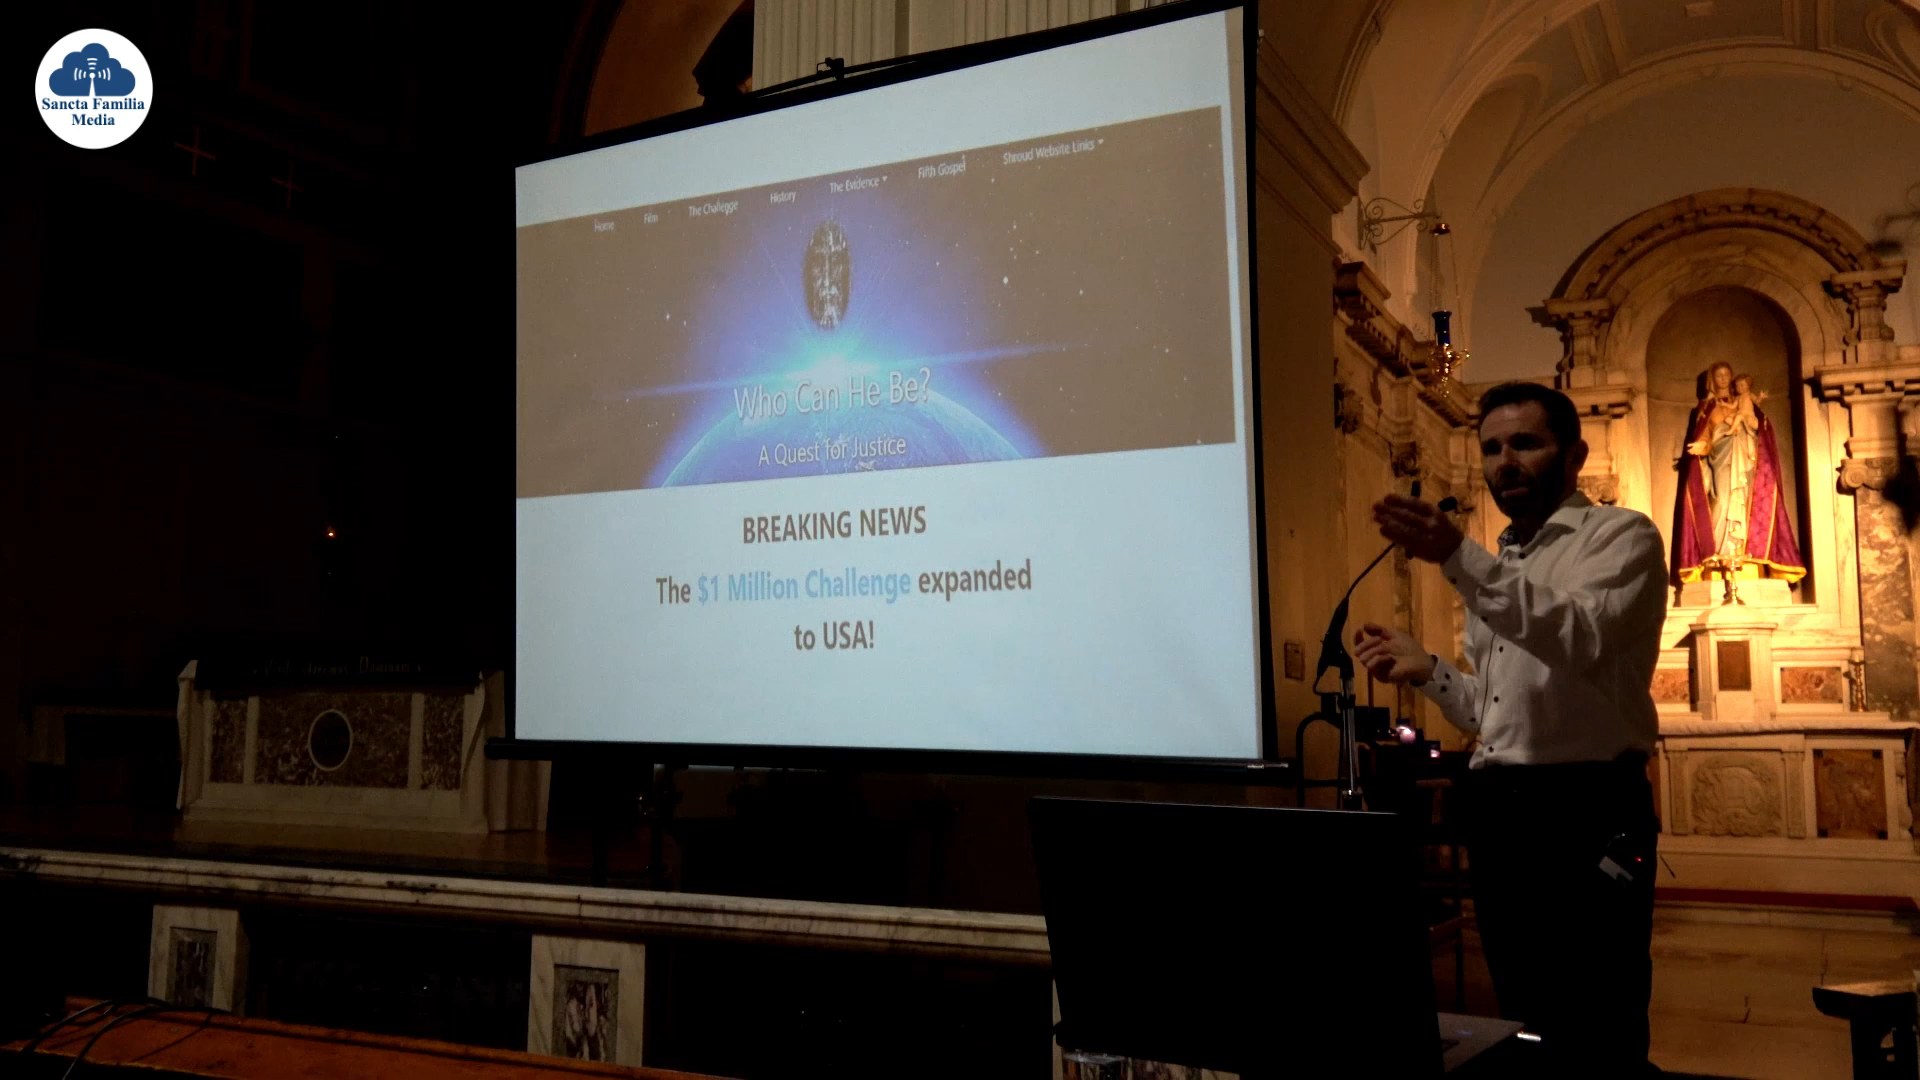 Sancta Familia
Media
Home Film The Challenge History The Evidence Fifth Gospel Shroud Website Links
Who Can He Be?
A Quest for Justice
BREAKING NEWS
The $1 Million Challenge expanded
to USA!